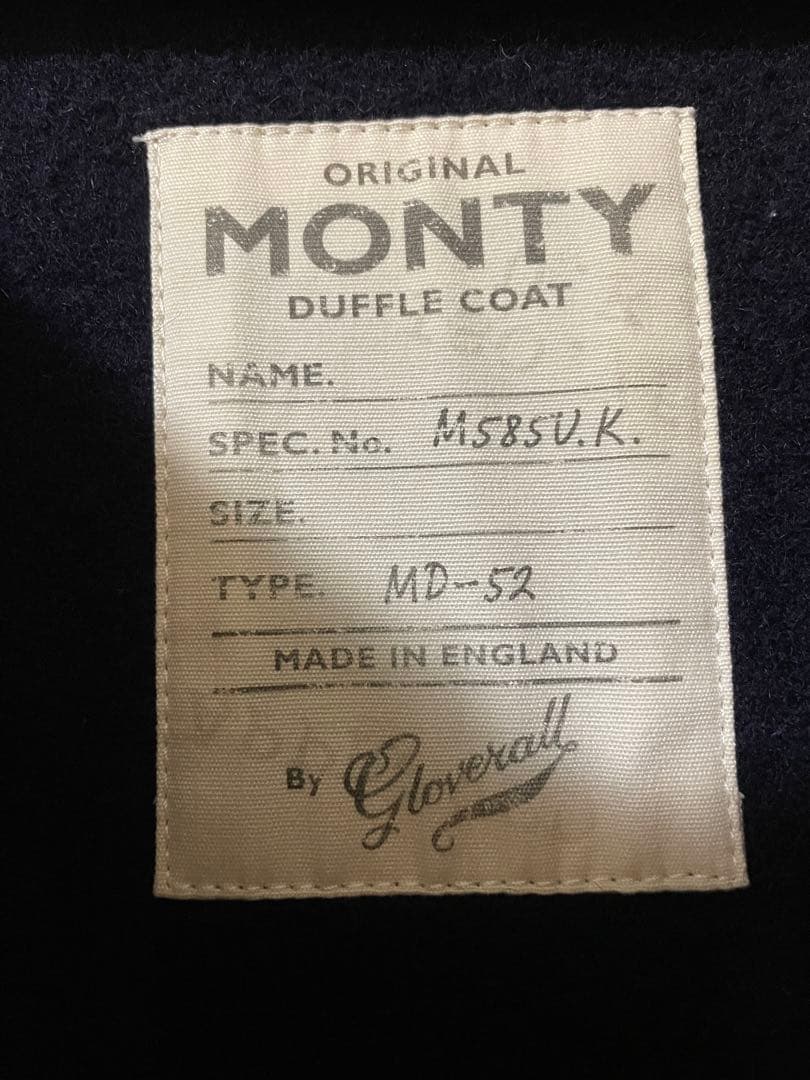 ORIGINAL
MONTY
DUFFLE COAT
NAME.
SPEC. No. M585U.K.
SIZE.
TYPE. MD-52
MADE IN ENGLAND
By Gloverall